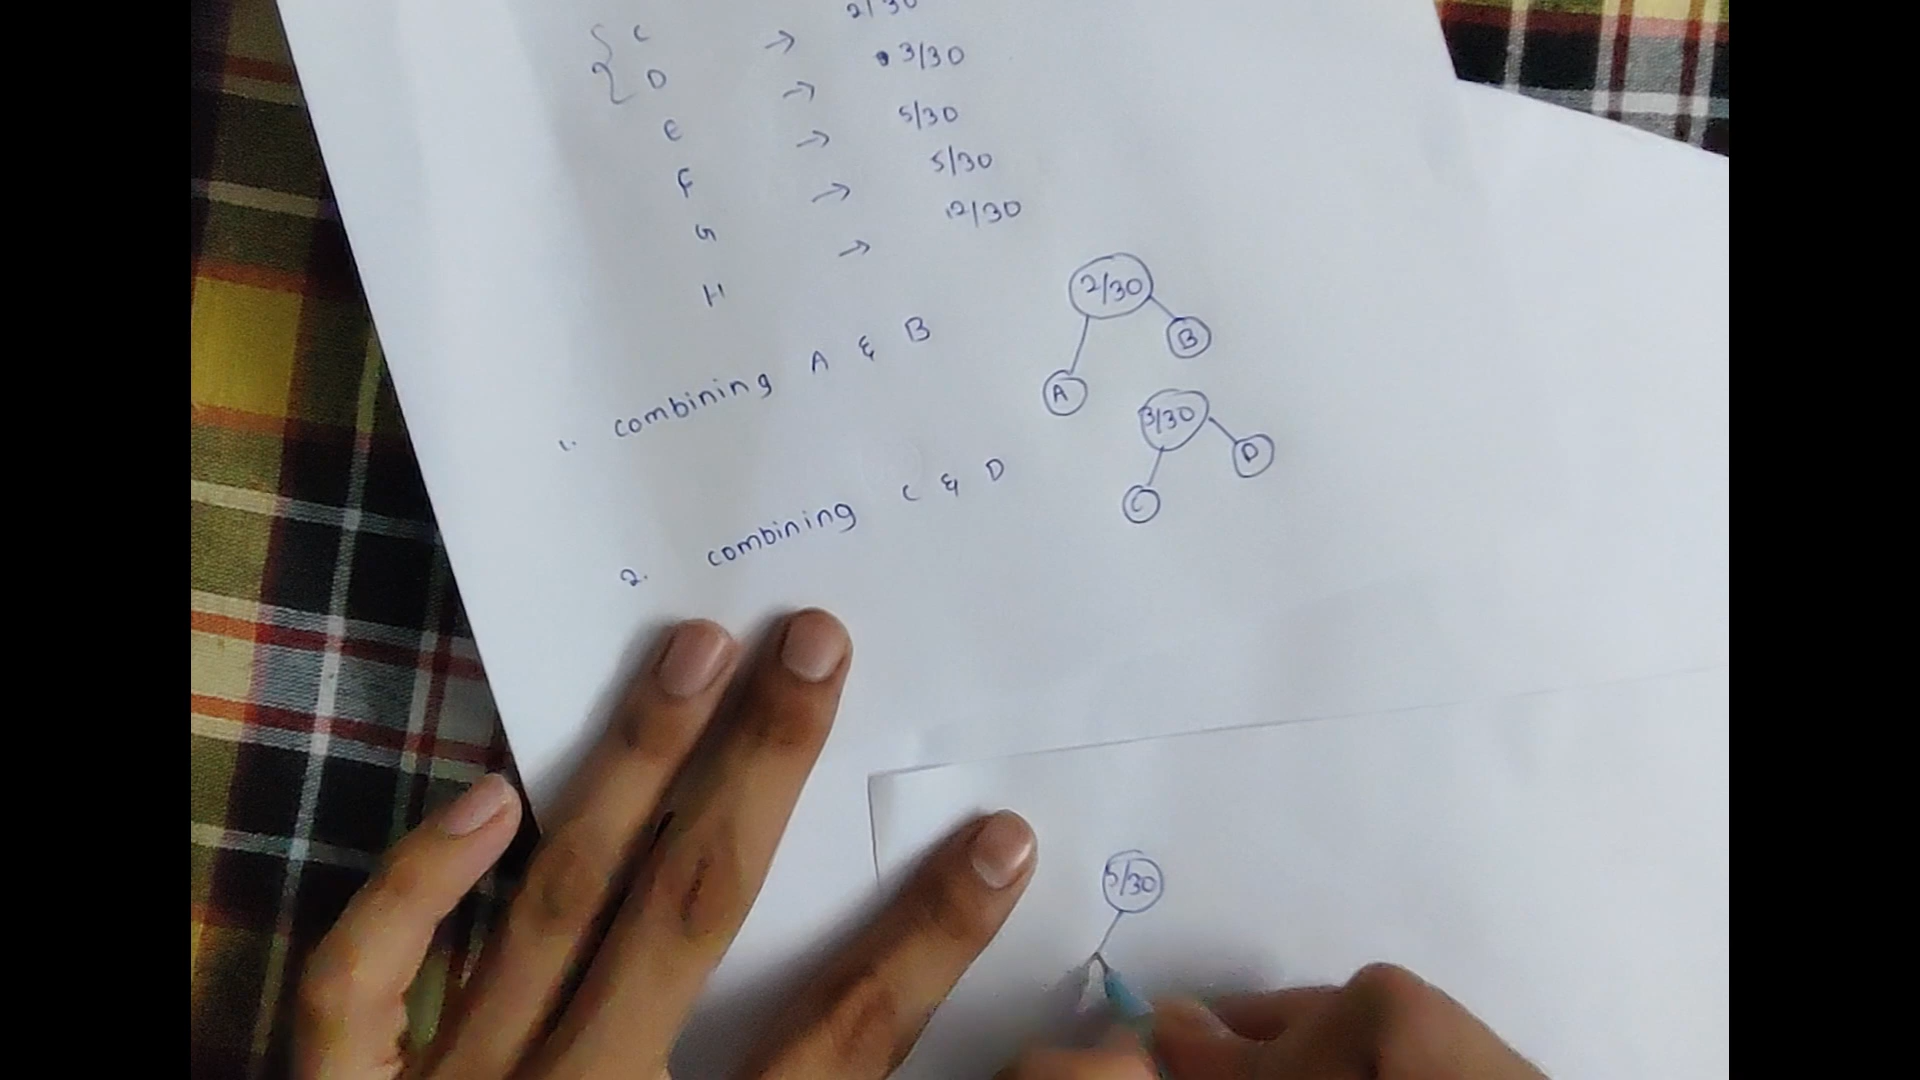 C → 2/30
D → 3/30
E → 5/30
F → 5/30
G → 12/30
H
1. combining A & B
2/30
A
B
2. combining C & D
3/30
C
D
5/30